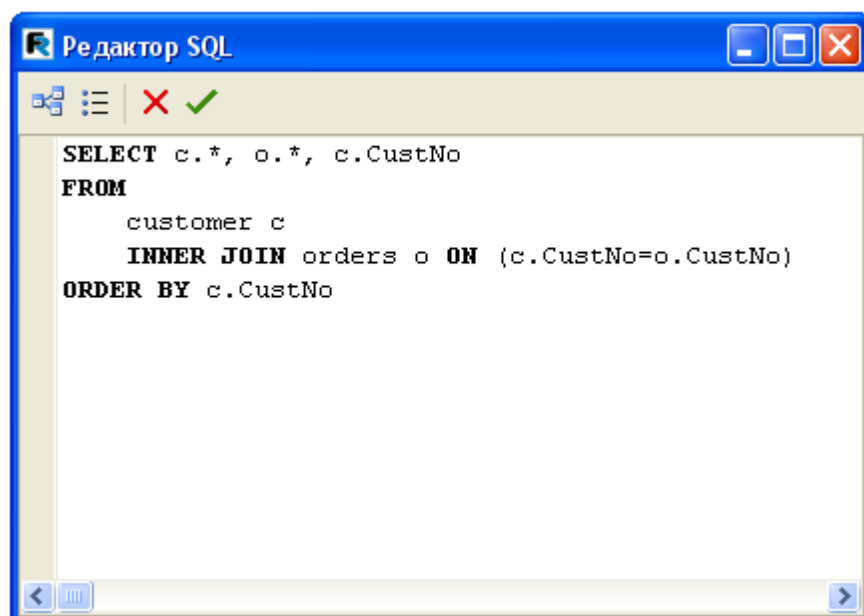 Редактор SQL
SELECT c.*, o.*, c.CustNo
FROM
customer c
INNER JOIN orders o ON (c.CustNo=o.CustNo)
ORDER BY c.CustNo